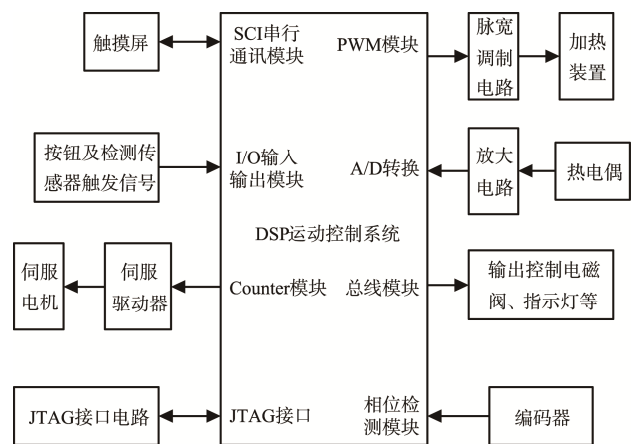 触摸屏
SCI串行
通讯模块
PWM模块
脉宽
调制
电路
加热
装置
按钮及检测传
感器触发信号
I/O输入
输出模块
A/D转换
放大
电路
热电偶
DSP运动控制系统
伺服
电机
伺服
驱动器
Counter模块
总线模块
输出控制电磁
阀、指示灯等
JTAG接口电路
JTAG接口
相位检
测模块
编码器